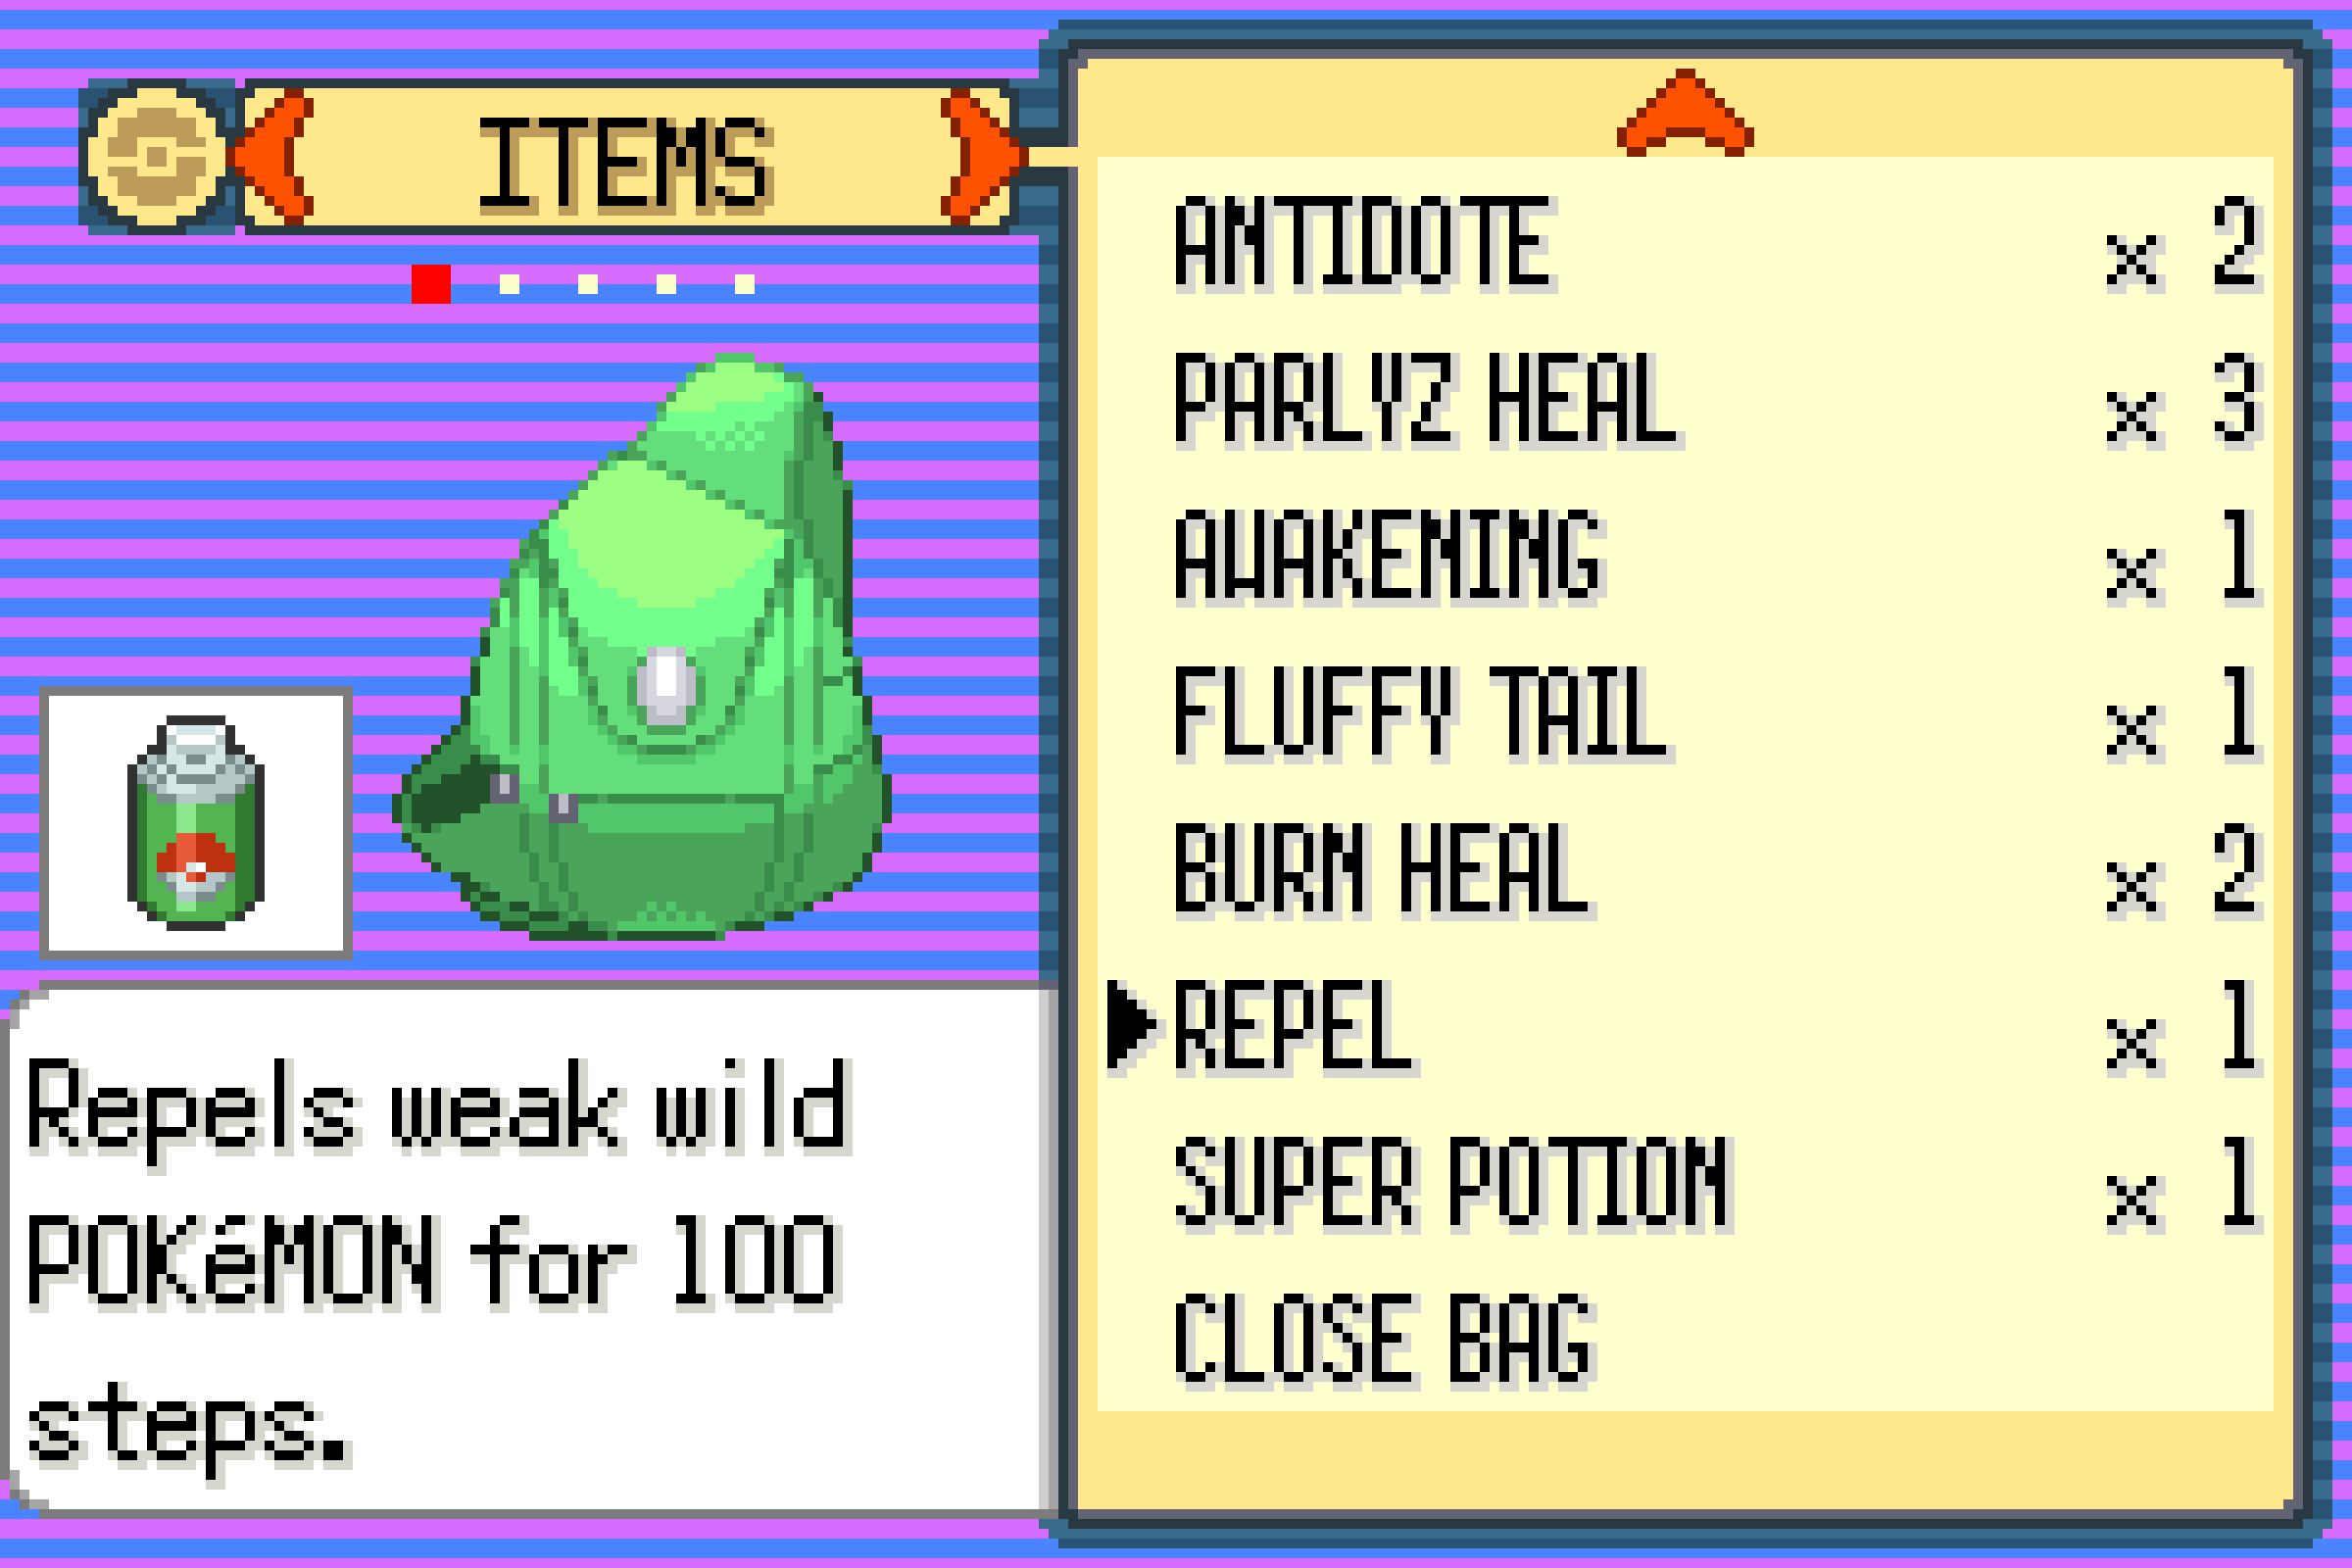 ITEMS
ANTIDOTE × 2
PARLYZ HEAL × 3
AWAKENING × 1
FLUFFY TAIL × 1
BURN HEAL × 2
▶REPEL × 1
SUPER POTION × 1
CLOSE BAG
Repels weak wild
POKéMON for 100
steps.